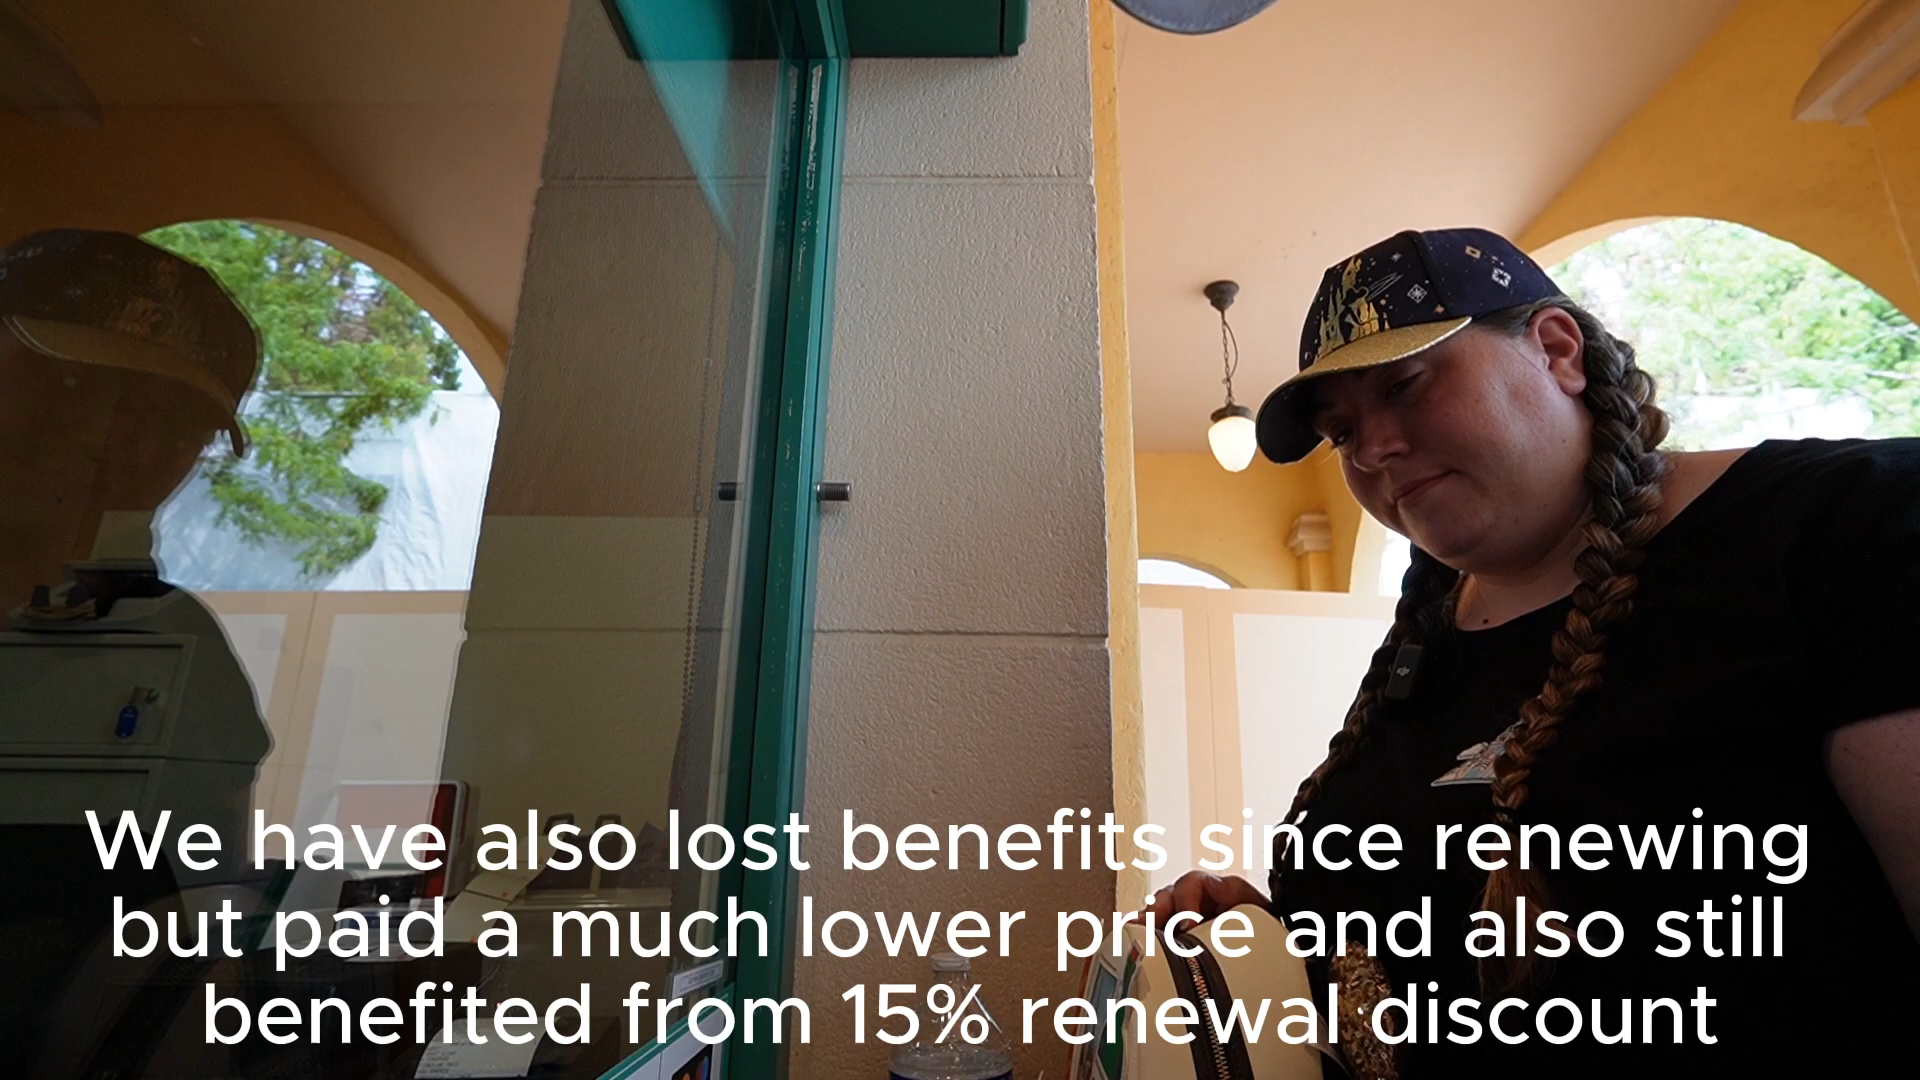 We have also lost benefits since renewing
but paid a much lower price and also still
benefited from 15% renewal discount